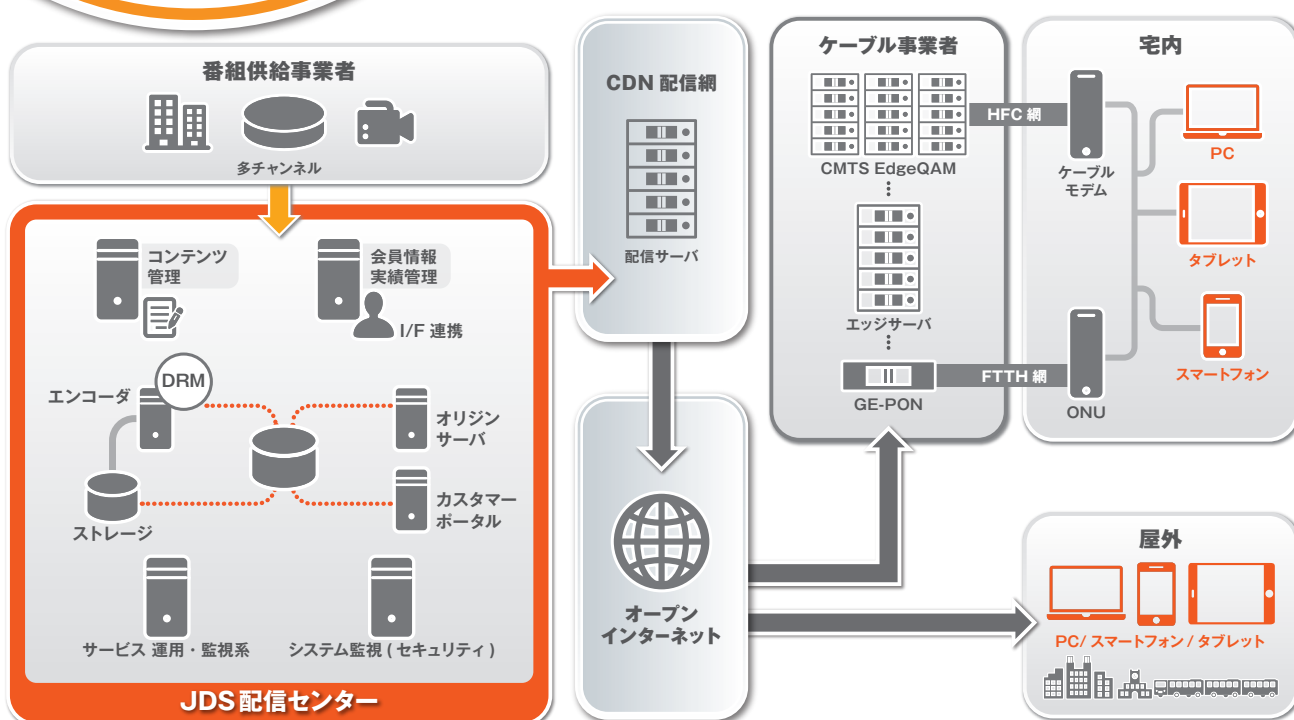 番組供給事業者
多チャンネル
コンテンツ
管理
会員情報
実績管理
I/F 連携
エンコーダ
DRM
オリジン
サーバ
ストレージ
カスタマー
ポータル
サービス 運用・監視系
システム監視 ( セキュリティ )
JDS 配信センター
CDN 配信網
配信サーバ
オープン
インターネット
ケーブル事業者
CMTS EdgeQAM
エッジサーバ
GE-PON
HFC 網
FTTH 網
宅内
ケーブル
モデム
ONU
PC
タブレット
スマートフォン
屋外
PC/ スマートフォン / タブレット